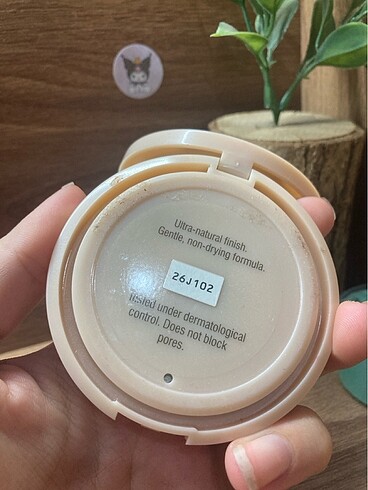 Ultra-natural finish.
Gentle, non-drying formula.
26J102
Tested under dermatological
control. Does not block
pores.